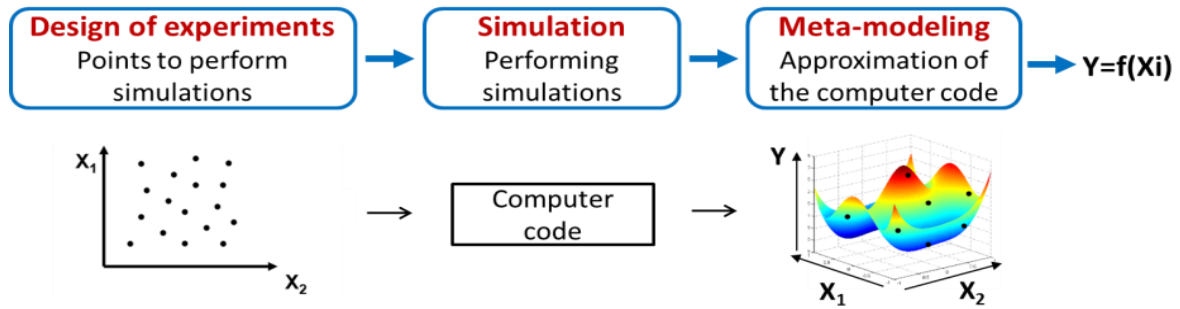 Design of experiments
Points to perform
simulations
Simulation
Performing
simulations
Meta-modeling
Approximation of
the computer code
Y=f(Xi)
X₁
X₂
Computer
code
Y
X₁
X₂